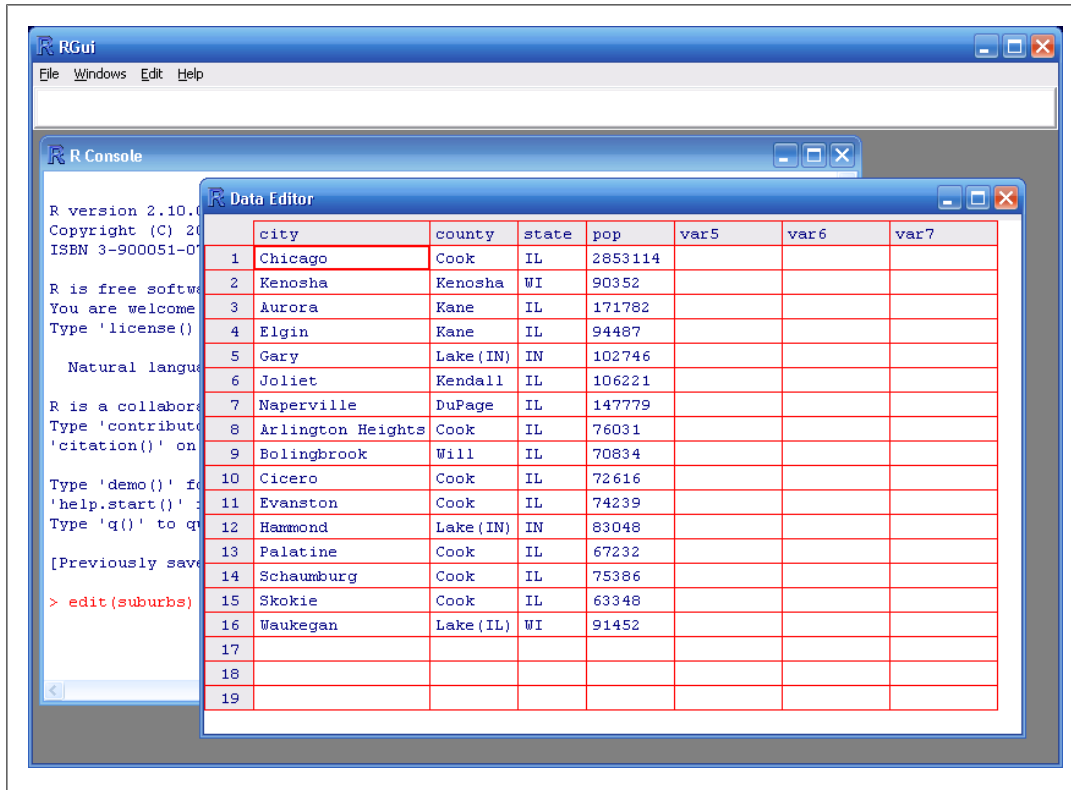 RGui
File Windows Edit Help
R Console
R version 2.10.
Copyright (C) 20
ISBN 3-900051-0
R is free softwa
You are welcome
Type 'license()
Natural langua
R is a collabora
Type 'contribut
'citation()' on
Type 'demo()' fo
'help.start()'
Type 'q()' to qu
[Previously save
> edit(suburbs)
Data Editor
city county state pop var5 var6 var7
1 Chicago Cook IL 2853114
2 Kenosha Kenosha WI 90352
3 Aurora Kane IL 171782
4 Elgin Kane IL 94487
5 Gary Lake(IN) IN 102746
6 Joliet Kendall IL 106221
7 Naperville DuPage IL 147779
8 Arlington Heights Cook IL 76031
9 Bolingbrook Will IL 70834
10 Cicero Cook IL 72616
11 Evanston Cook IL 74239
12 Hammond Lake(IN) IN 83048
13 Palatine Cook IL 67232
14 Schaumburg Cook IL 75386
15 Skokie Cook IL 63348
16 Waukegan Lake(IL) WI 91452
17
18
19